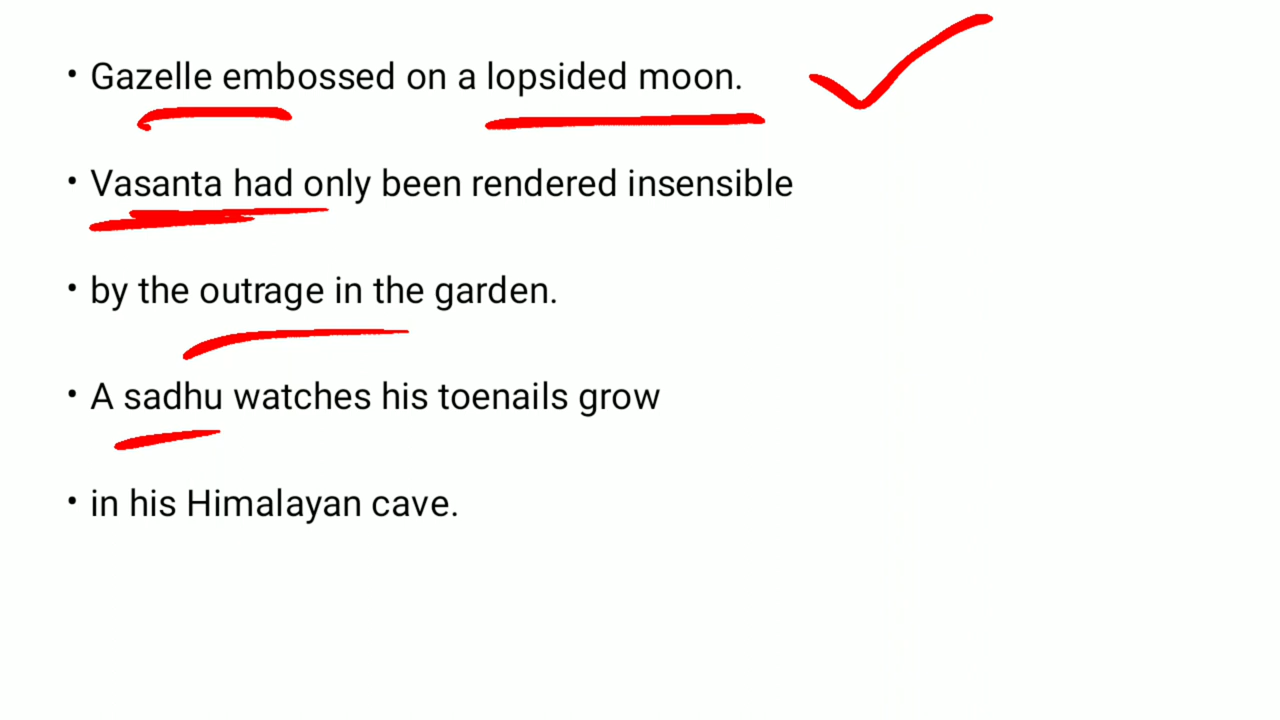 • Gazelle embossed on a lopsided moon.
• Vasanta had only been rendered insensible
• by the outrage in the garden.
• A sadhu watches his toenails grow
• in his Himalayan cave.